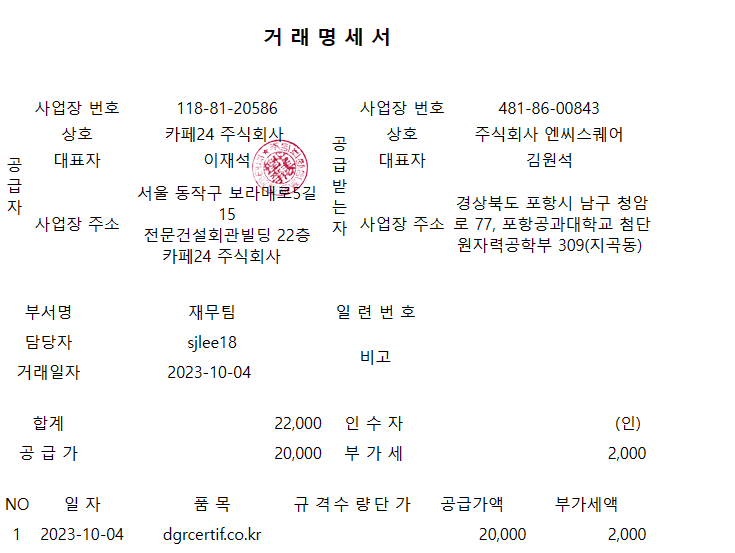 거 래 명 세 서
사업장 번호 118-81-20586 사업장 번호 481-86-00843
상호 카페24 주식회사 상호 주식회사 엔씨스퀘어
대표자 이재석 대표자 김원석
공급자 공급받는자
사업장 주소 서울 동작구 보라매로5길
15
전문건설회관빌딩 22층
카페24 주식회사
사업장 주소 경상북도 포항시 남구 청암
로 77, 포항공과대학교 첨단
원자력공학부 309(지곡동)
부서명 재무팀 일 련 번 호
담당자 sjlee18
비고
거래일자 2023-10-04
합계 22,000 인 수 자 (인)
공 급 가 20,000 부 가 세 2,000
NO 일 자 품 목 규 격 수 량 단 가 공급가액 부가세액
1 2023-10-04 dgrcertif.co.kr 20,000 2,000